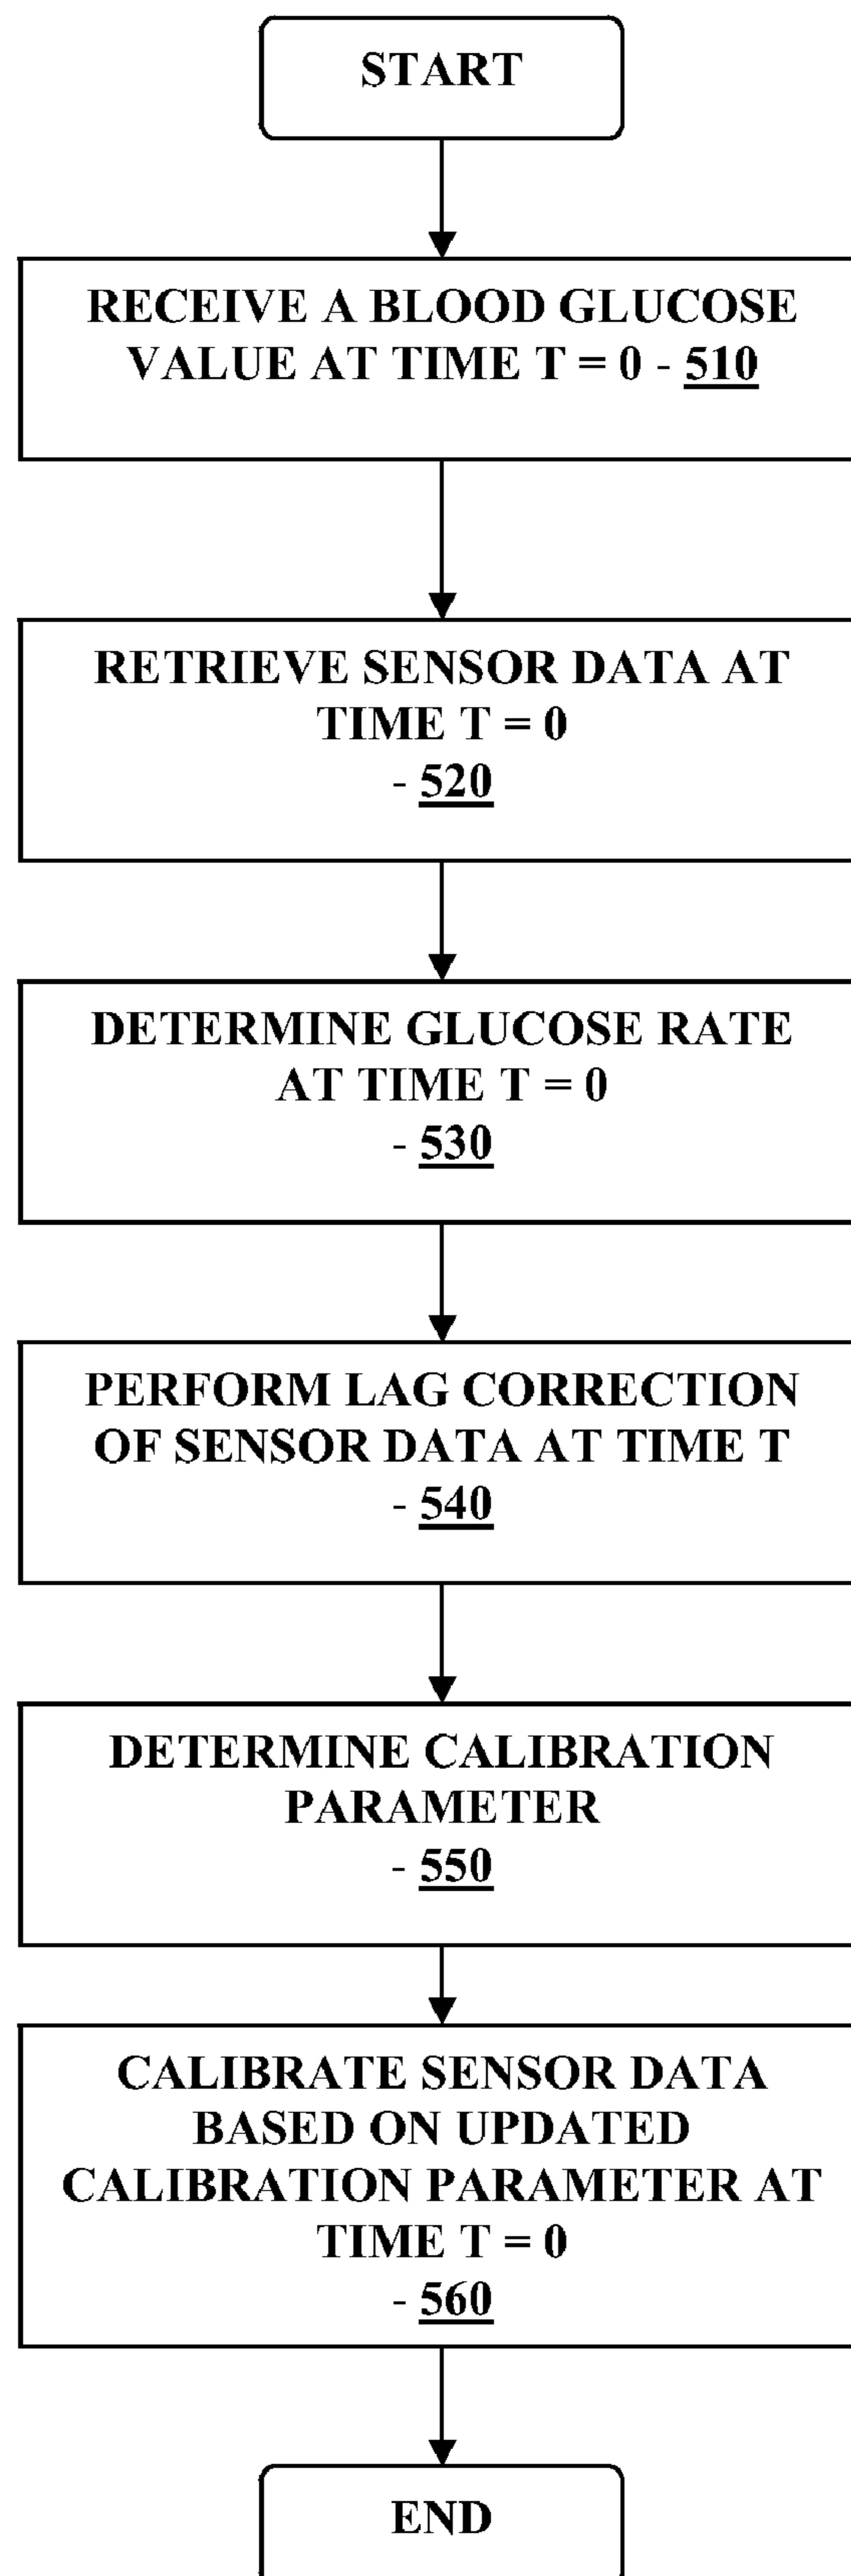 START
RECEIVE A BLOOD GLUCOSE
VALUE AT TIME T = 0 - 510
RETRIEVE SENSOR DATA AT
TIME T = 0
- 520
DETERMINE GLUCOSE RATE
AT TIME T = 0
- 530
PERFORM LAG CORRECTION
OF SENSOR DATA AT TIME T
- 540
DETERMINE CALIBRATION
PARAMETER
- 550
CALIBRATE SENSOR DATA
BASED ON UPDATED
CALIBRATION PARAMETER AT
TIME T = 0
- 560
END